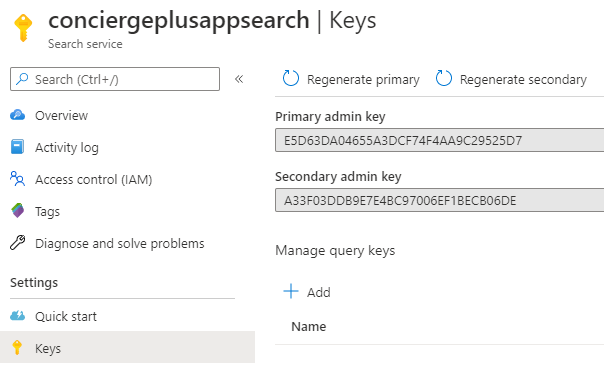 conciergeplusappsearch | Keys
Search service
Search (Ctrl+/)
«
Regenerate primary
Regenerate secondary
Overview
Activity log
Access control (IAM)
Tags
Diagnose and solve problems
Settings
Quick start
Keys
Primary admin key
E5D63DA04655A3DCF74F4AA9C29525D7
Secondary admin key
A33F03DDB9E7E4BC97006EF1BECB06DE
Manage query keys
Add
Name